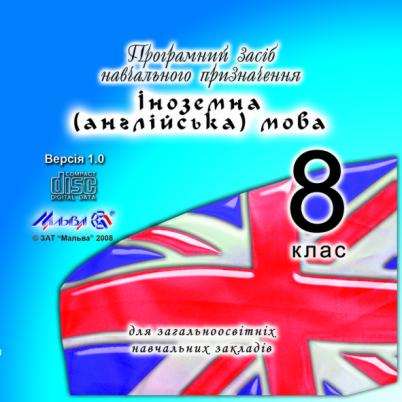 Програмний засіб
навчального призначення
іноземна
(англійська) мова
Версія 1.0
COMPACT
disc
DIGITAL DATA
Мальва
© ЗАТ "Мальва" 2008
8
клас
для загальноосвітніх
навчальних закладів